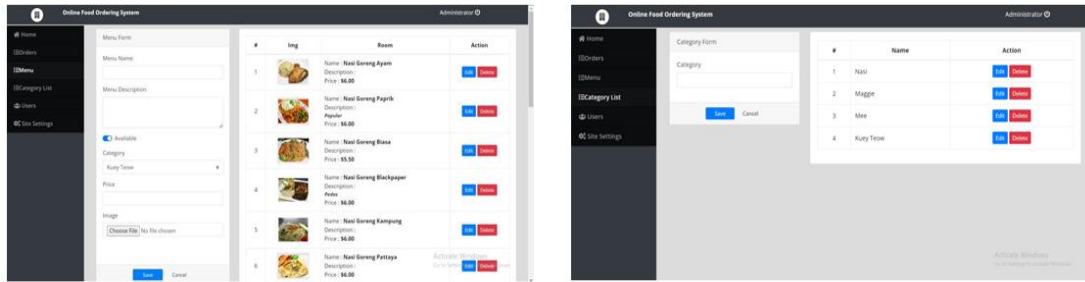 Online Food Ordering System
Administrator
Home
Orders
Menu
Category List
Users
Site Settings
Menu Form
Menu Name
Menu Description
Available
Category
Kuey Teow
Price
Image
Choose File No file chosen
Save Cancel
# Img Room Action
1 Name : Nasi Goreng Ayam
Description :
Price : $6.00
Edit Delete
2 Name : Nasi Goreng Paprik
Description :
Popular
Price : $6.00
Edit Delete
3 Name : Nasi Goreng Biasa
Description :
Price : $5.50
Edit Delete
4 Name : Nasi Goreng Blackpaper
Description :
Pedas
Price : $6.00
Edit Delete
5 Name : Nasi Goreng Kampung
Description :
Price : $6.00
Edit Delete
6 Name : Nasi Goreng Pattaya
Description :
Price : $6.00
Edit Delete
Activate Windows
Online Food Ordering System
Administrator
Home
Orders
Menu
Category List
Users
Site Settings
Category Form
Category
Save Cancel
# Name Action
1 Nasi Edit Delete
2 Maggie Edit Delete
3 Mee Edit Delete
4 Kuey Teow Edit Delete
Activate Windows